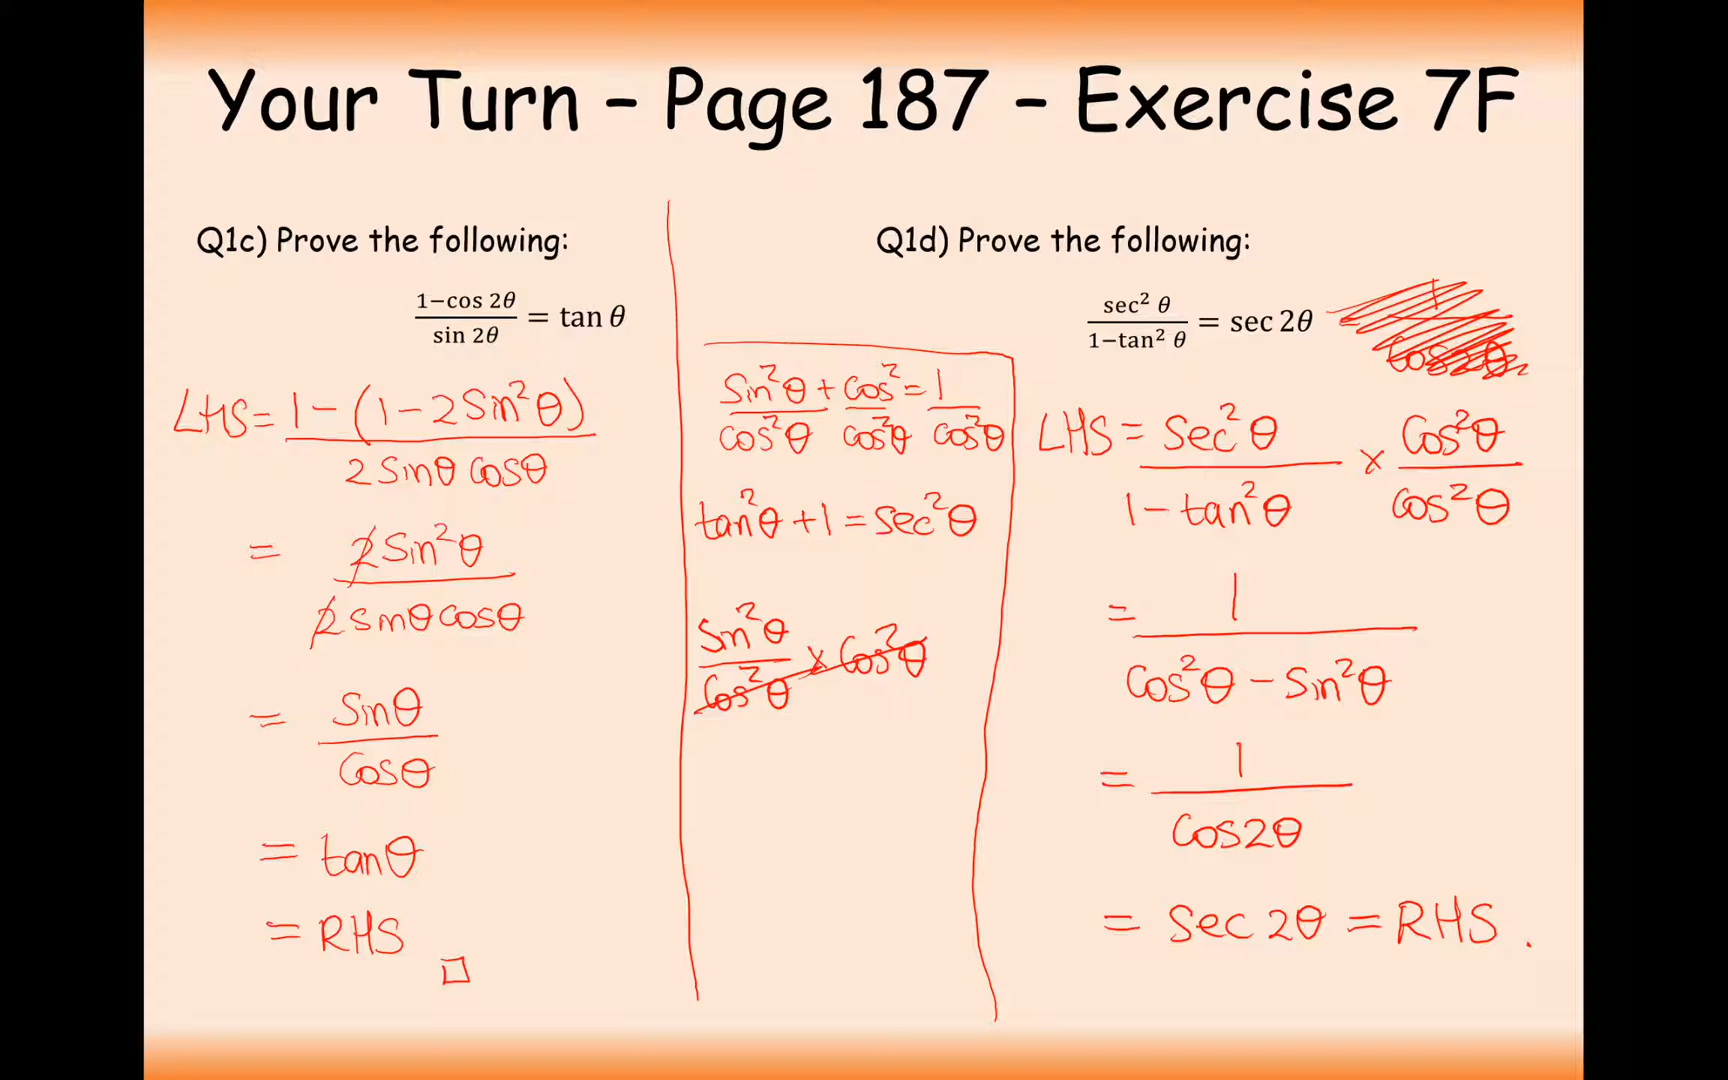 Your Turn – Page 187 – Exercise 7F
Q1c) Prove the following:
1−cos 2θ / sin 2θ = tan θ
LHS = 1 − (1 − 2Sin²θ) / 2 Sinθ Cosθ
= 2Sin²θ / 2SinθCosθ
= Sinθ / Cosθ
= tanθ
= RHS □
Sin²θ + Cos² = 1
Cos²θ Cos²θ Cos²θ
tan²θ + 1 = Sec²θ
Sin²θ / Cos²θ × Cos²θ
Q1d) Prove the following:
sec² θ / 1−tan² θ = sec 2θ
Cos2θ
LHS = Sec²θ / 1 − tan²θ × Cos²θ / Cos²θ
= 1 / Cos²θ − Sin²θ
= 1 / Cos2θ
= Sec 2θ = RHS .